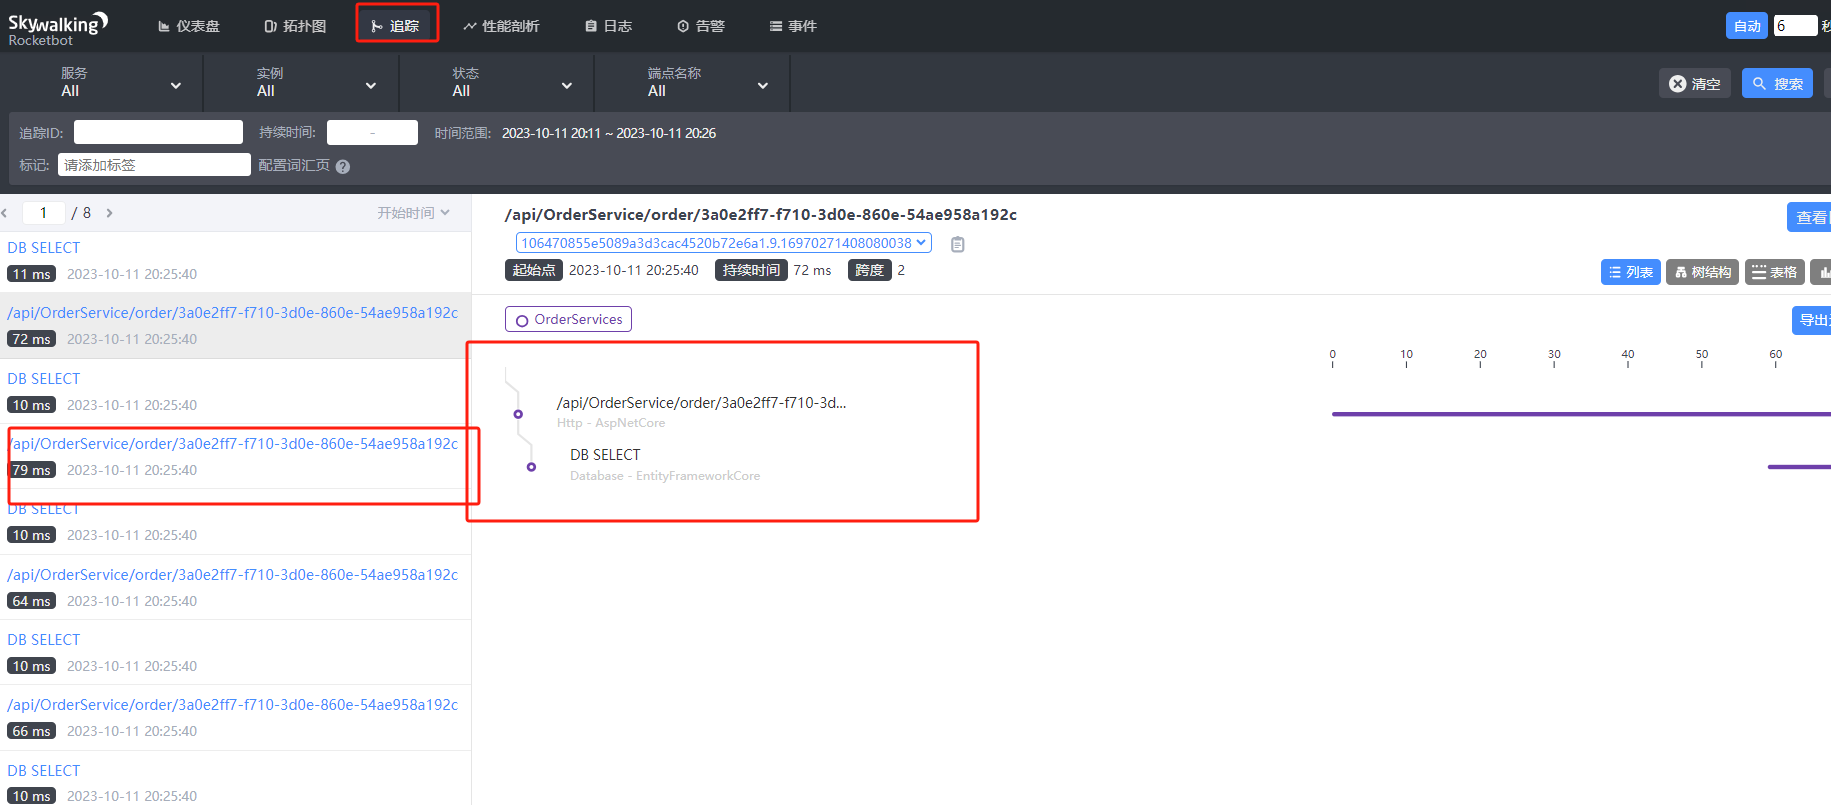 Skywalking
Rocketbot
仪表盘
拓扑图
追踪
性能剖析
日志
告警
事件
自动
6
服务
All
实例
All
状态
All
端点名称
All
清空
搜索
追踪ID:
持续时间:
-
时间范围:
2023-10-11 20:11 ~ 2023-10-11 20:26
标记:
请添加标签
配置词汇页
1 / 8
开始时间
DB SELECT
11 ms 2023-10-11 20:25:40
/api/OrderService/order/3a0e2ff7-f710-3d0e-860e-54ae958a192c
72 ms 2023-10-11 20:25:40
DB SELECT
10 ms 2023-10-11 20:25:40
/api/OrderService/order/3a0e2ff7-f710-3d0e-860e-54ae958a192c
79 ms 2023-10-11 20:25:40
DB SELECT
10 ms 2023-10-11 20:25:40
/api/OrderService/order/3a0e2ff7-f710-3d0e-860e-54ae958a192c
64 ms 2023-10-11 20:25:40
DB SELECT
10 ms 2023-10-11 20:25:40
/api/OrderService/order/3a0e2ff7-f710-3d0e-860e-54ae958a192c
66 ms 2023-10-11 20:25:40
DB SELECT
10 ms 2023-10-11 20:25:40
/api/OrderService/order/3a0e2ff7-f710-3d0e-860e-54ae958a192c
查看
106470855e5089a3d3cac4520b72e6a1.9.16970271408080038
起始点 2023-10-11 20:25:40 持续时间 72 ms 跨度 2
列表
树结构
表格
OrderServices
导出
0 10 20 30 40 50 60
/api/OrderService/order/3a0e2ff7-f710-3d...
Http - AspNetCore
DB SELECT
Database - EntityFrameworkCore